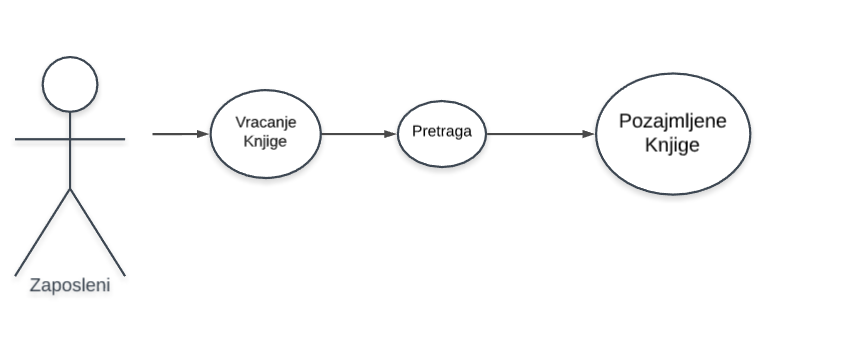 Vracanje
Knjige
Pretraga
Pozajmljene
Knjige
Zaposleni